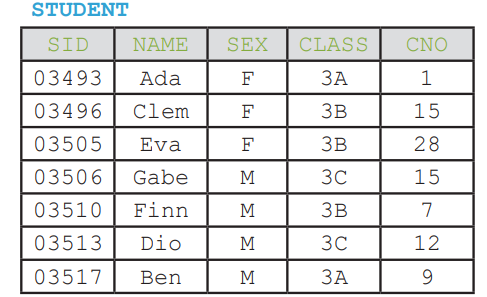 STUDENT
SID NAME SEX CLASS CNO
03493 Ada F 3A 1
03496 Clem F 3B 15
03505 Eva F 3B 28
03506 Gabe M 3C 15
03510 Finn M 3B 7
03513 Dio M 3C 12
03517 Ben M 3A 9